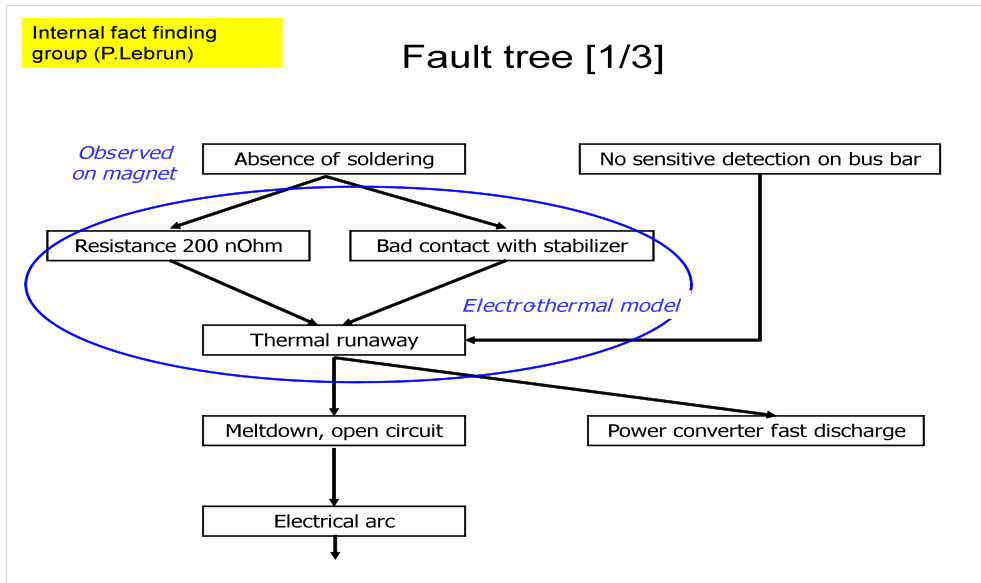 Internal fact finding
group (P.Lebrun)
Fault tree [1/3]
Observed
on magnet
Absence of soldering
No sensitive detection on bus bar
Resistance 200 nOhm
Bad contact with stabilizer
Electro-thermal model
Thermal runaway
Meltdown, open circuit
Power converter fast discharge
Electrical arc